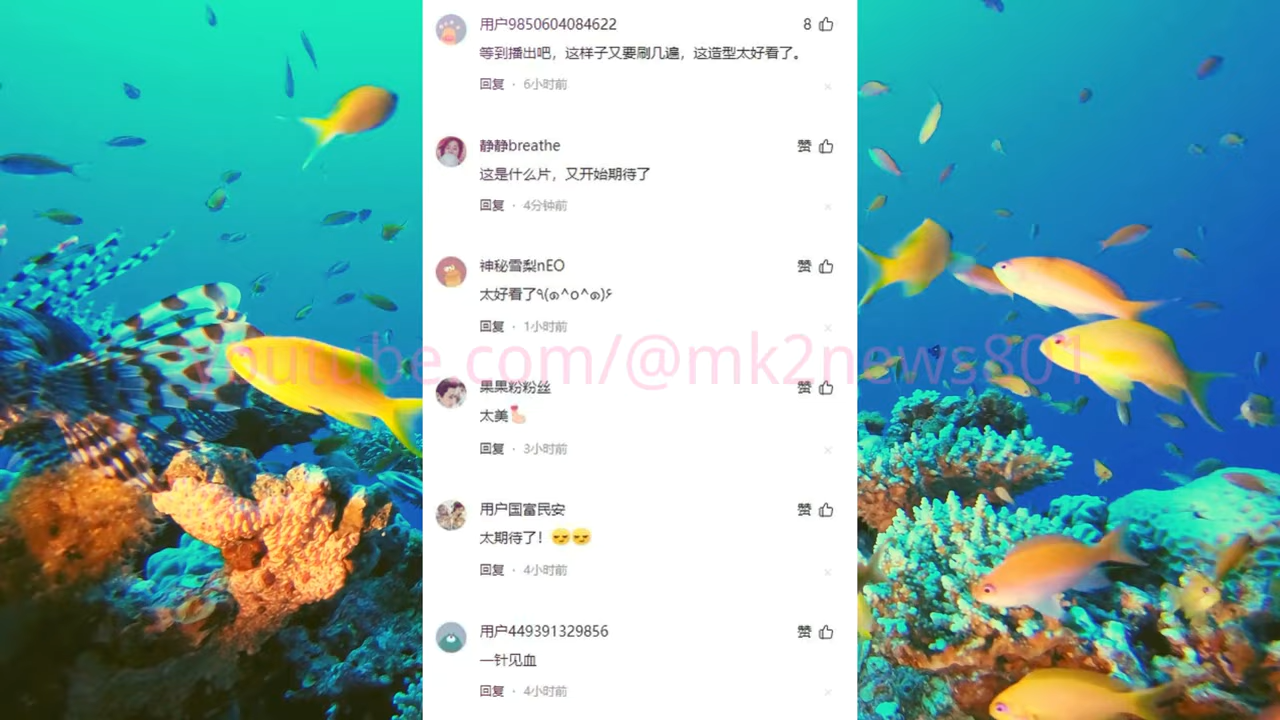 用户9850604084622
8
等到播出吧，这样子又要刷几遍，这造型太好看了。
回复 · 6小时前
静静breathe
赞
这是什么片，又开始期待了
回复 · 4分钟前
神秘雪梨nEO
赞
太好看了٩(๑^o^๑)۶
回复 · 1小时前
youtube.com/@mk2news801
果果粉粉丝
赞
太美💃
回复 · 3小时前
用户国富民安
赞
太期待了！😏😏
回复 · 4小时前
用户449391329856
赞
一针见血
回复 · 4小时前